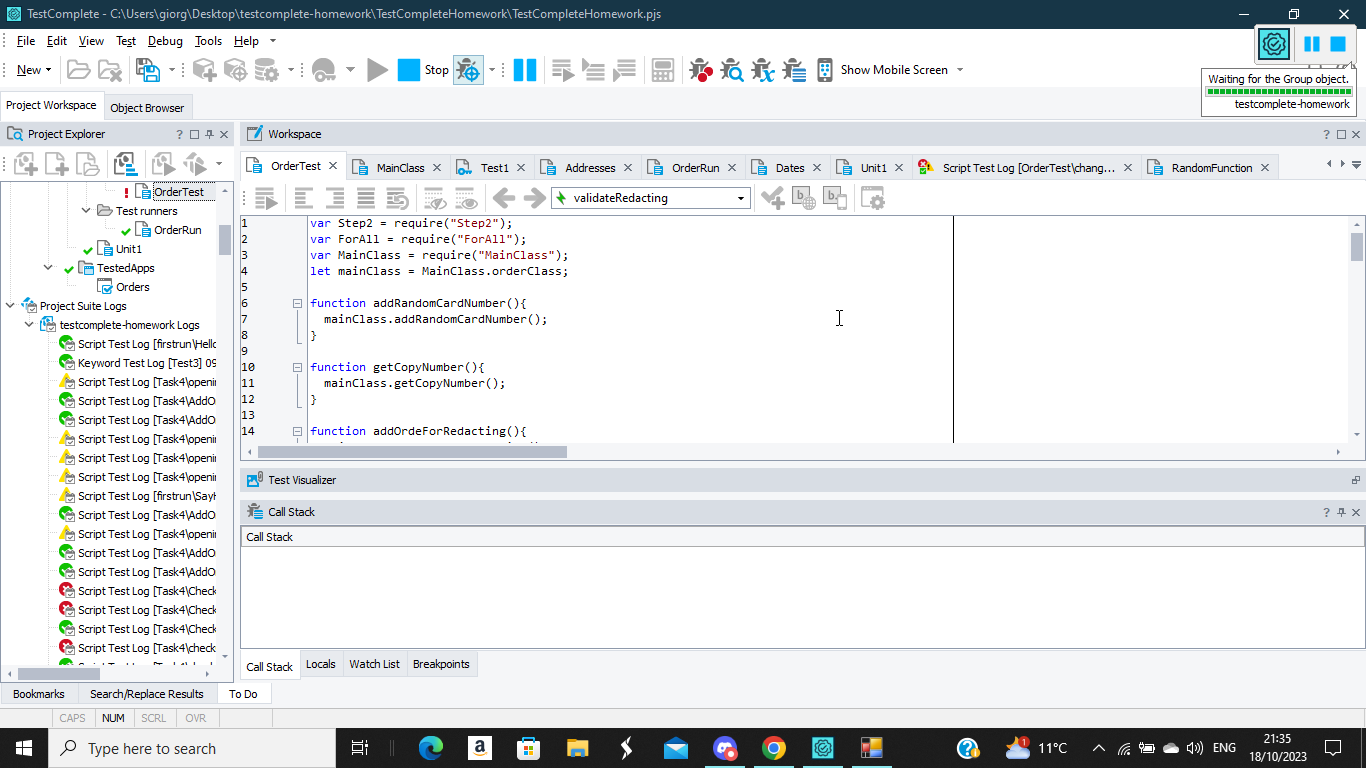 TestComplete - C:\Users\giorg\Desktop\testcomplete-homework\TestCompleteHomework\TestCompleteHomework.pjs
File Edit View Test Debug Tools Help
New Stop Show Mobile Screen
Waiting for the Group object.
testcomplete-homework
Project Workspace Object Browser
Project Explorer
Workspace
OrderTest MainClass Test1 Addresses OrderRun Dates Unit1 Script Test Log [OrderTest\chang... RandomFunction
validateRedacting
OrderTest
Test runners
OrderRun
Unit1
TestedApps
Orders
Project Suite Logs
testcomplete-homework Logs
Script Test Log [firstrun\Hello
Keyword Test Log [Test3] 09
Script Test Log [Task4\openin
Script Test Log [Task4\AddO
Script Test Log [Task4\AddO
Script Test Log [Task4\openin
Script Test Log [Task4\openin
Script Test Log [Task4\openin
Script Test Log [firstrun\SayH
Script Test Log [Task4\AddO
Script Test Log [Task4\openin
Script Test Log [Task4\AddO
Script Test Log [Task4\AddO
Script Test Log [Task4\Check
Script Test Log [Task4\Check
Script Test Log [Task4\Check
Script Test Log [Task4\check
1 var Step2 = require("Step2");
2 var ForAll = require("ForAll");
3 var MainClass = require("MainClass");
4 let mainClass = MainClass.orderClass;
5
6 function addRandomCardNumber(){
7 mainClass.addRandomCardNumber();
8 }
9
10 function getCopyNumber(){
11 mainClass.getCopyNumber();
12 }
13
14 function addOrdeForRedacting(){
Test Visualizer
Call Stack
Call Stack
Call Stack Locals Watch List Breakpoints
Bookmarks Search/Replace Results To Do
CAPS NUM SCRL OVR
Type here to search
11°C
ENG
21:35
18/10/2023